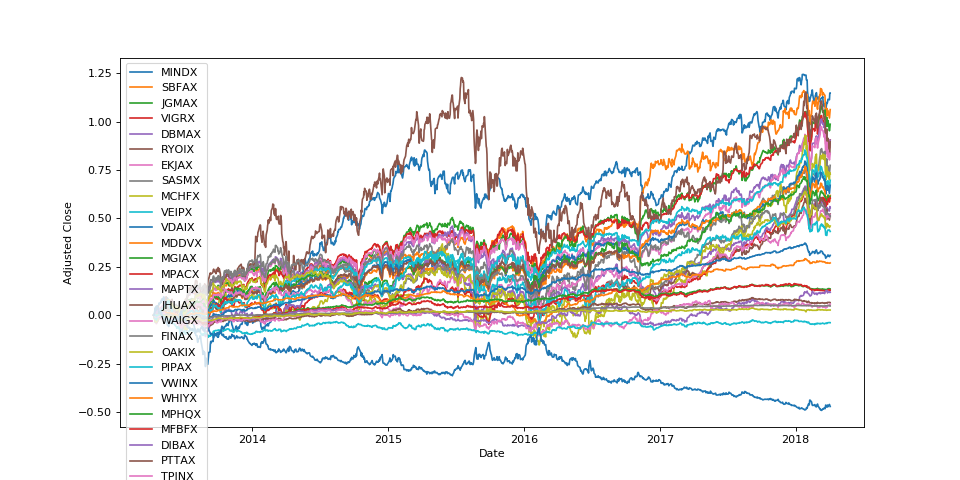 1.25
1.00
0.75
0.50
0.25
0.00
−0.25
−0.50
Adjusted Close
2014
2015
2016
2017
2018
Date
MINDX
SBFAX
JGMAX
VIGRX
DBMAX
RYOIX
EKJAX
SASMX
MCHFX
VEIPX
VDAIX
MDDVX
MGIAX
MPACX
MAPTX
JHUAX
WAIGX
FINAX
OAKIX
PIPAX
VWINX
WHIYX
MPHQX
MFBFX
DIBAX
PTTAX
TPINX